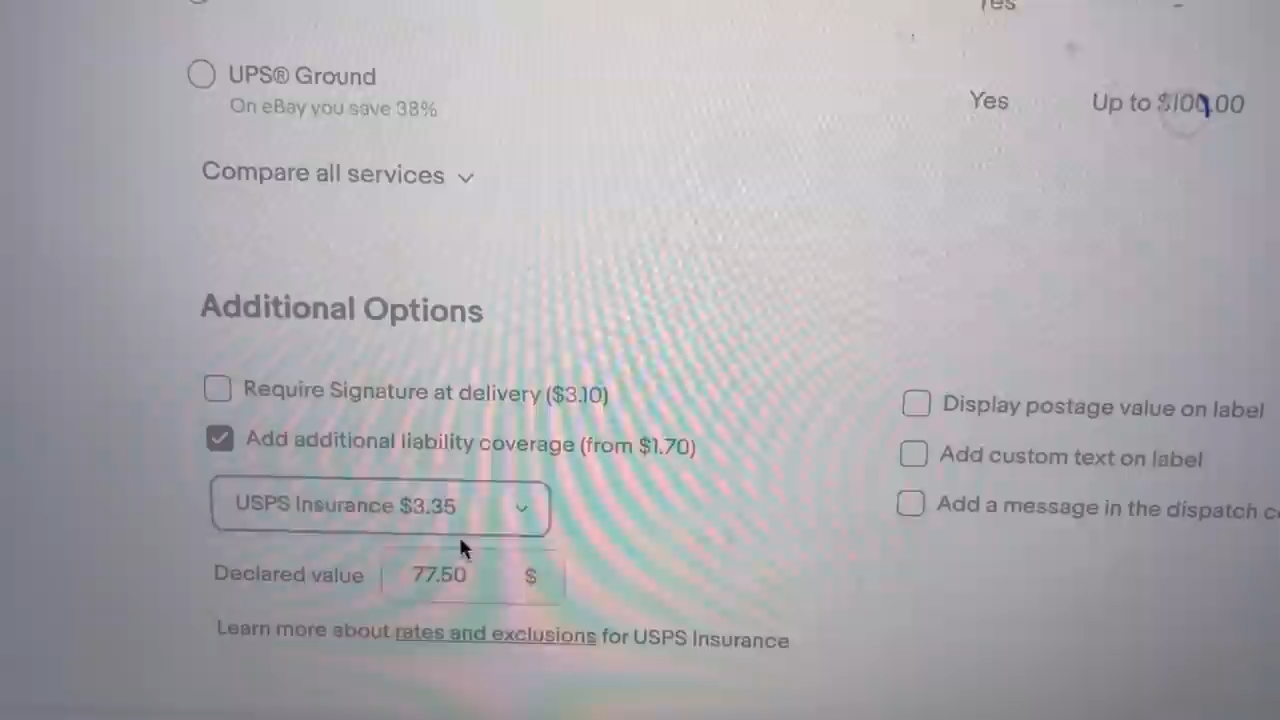 Yes
UPS® Ground
On eBay you save 38%
Yes
Up to $100.00
Compare all services
Additional Options
Require Signature at delivery ($3.10)
Add additional liability coverage (from $1.70)
USPS Insurance $3.35
Declared value 77.50 $
Learn more about rates and exclusions for USPS Insurance
Display postage value on label
Add custom text on label
Add a message in the dispatch